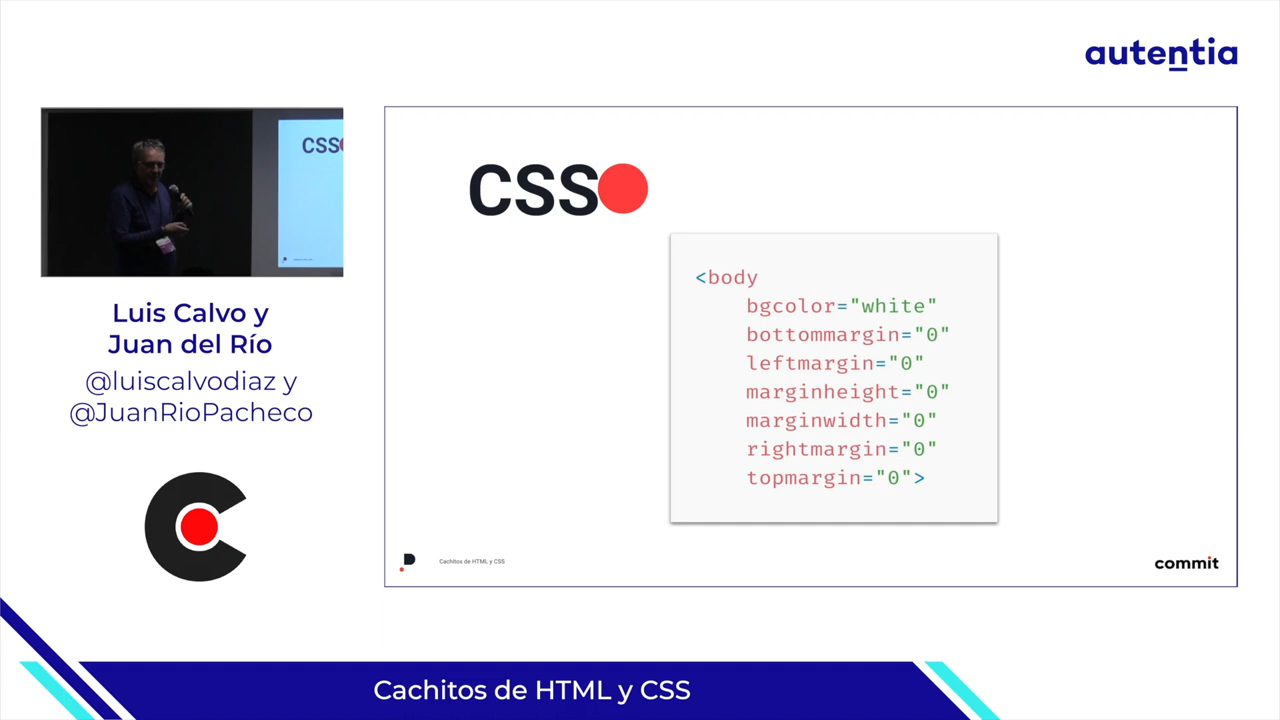 autentia
CSS
Luis Calvo y
Juan del Río
@luiscalvodiaz y
@JuanRioPacheco
CSS
<body
bgcolor="white"
bottommargin="0"
leftmargin="0"
marginheight="0"
marginwidth="0"
rightmargin="0"
topmargin="0">
Cachitos de HTML y CSS
commit
Cachitos de HTML y CSS